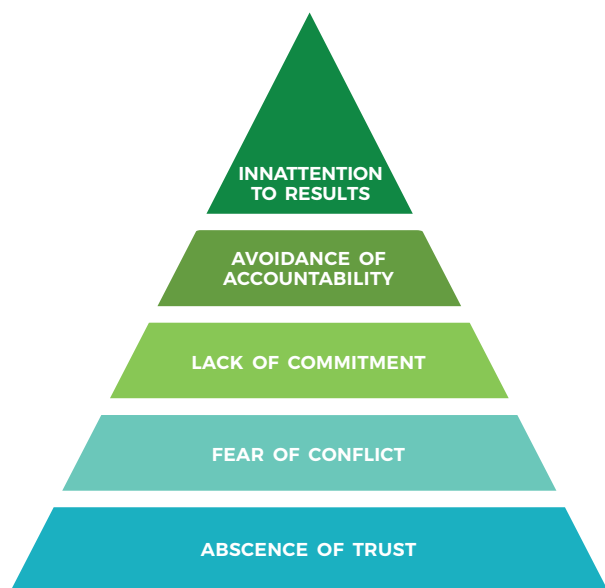 INNATTENTION
TO RESULTS
AVOIDANCE OF
ACCOUNTABILITY
LACK OF COMMITMENT
FEAR OF CONFLICT
ABSCENCE OF TRUST